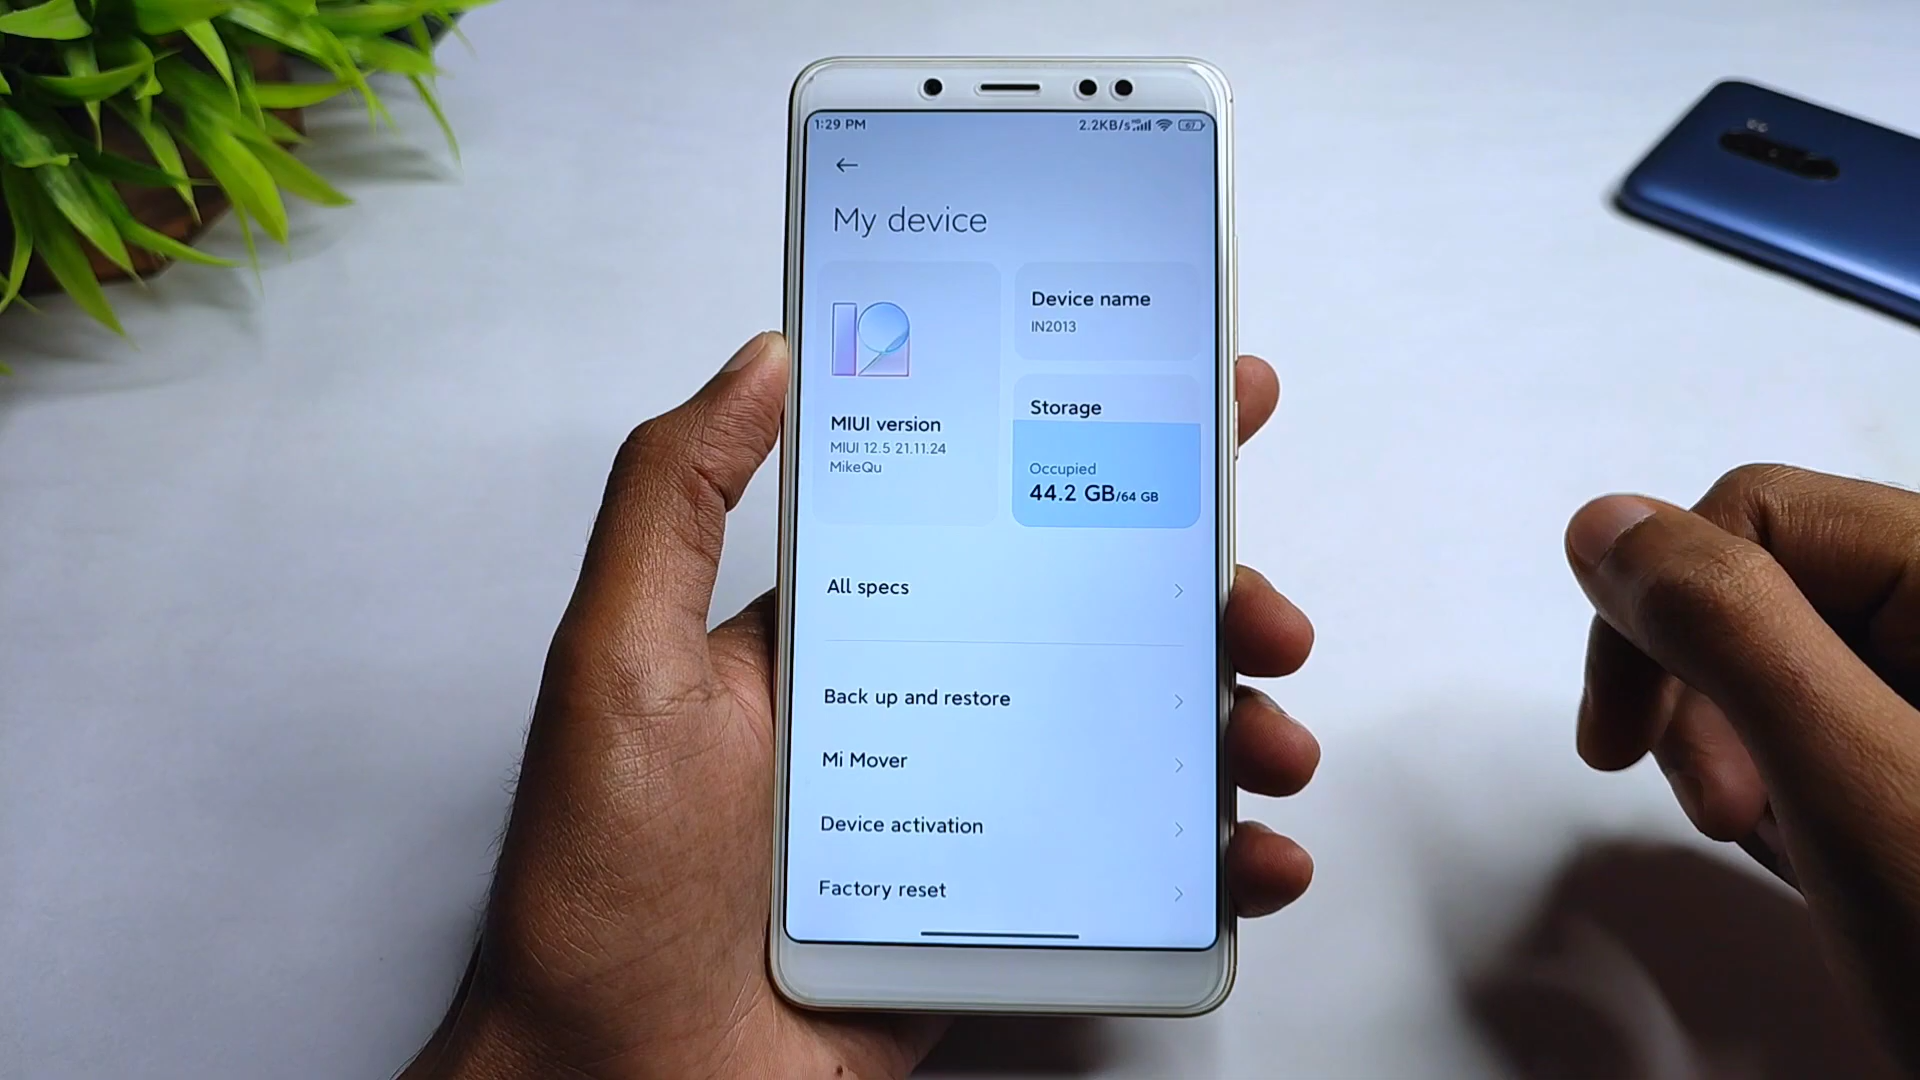 1:29 PM
2.2KB/s
67
My device
12
MIUI version
MIUI 12.5 21.11.24
MikeQu
Device name
IN2013
Storage
Occupied
44.2 GB/64 GB
All specs
Back up and restore
Mi Mover
Device activation
Factory reset